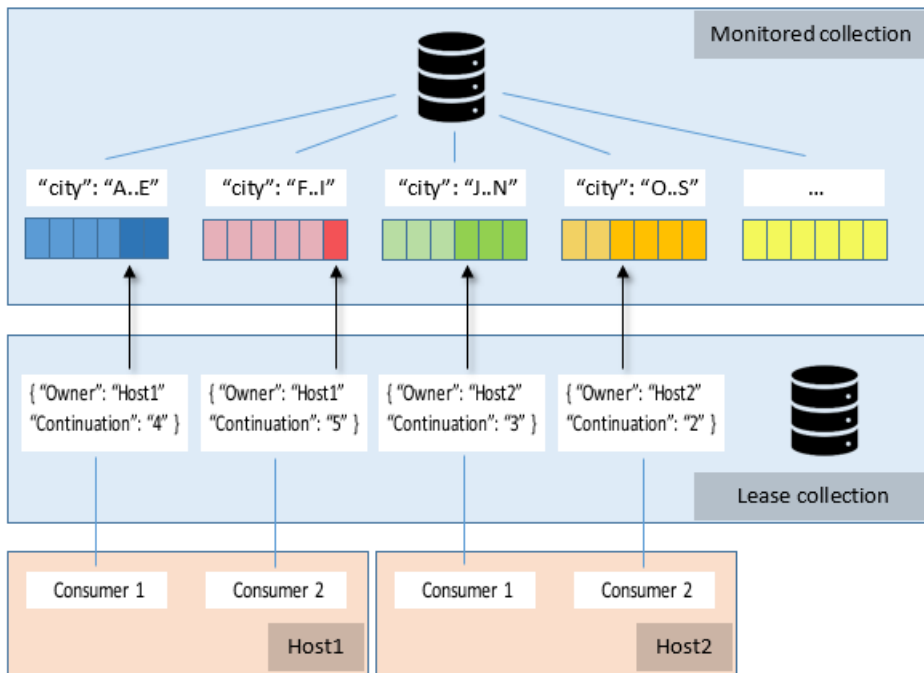 Monitored collection
“city”: “A..E”
“city”: “F..I”
“city”: “J..N”
“city”: “O..S”
...
{ “Owner”: “Host1”
“Continuation”: “4” }
{ “Owner”: “Host1”
“Continuation”: “5” }
{ “Owner”: “Host2”
“Continuation”: “3” }
{ “Owner”: “Host2”
“Continuation”: “2” }
Lease collection
Consumer 1
Consumer 2
Host1
Consumer 1
Consumer 2
Host2